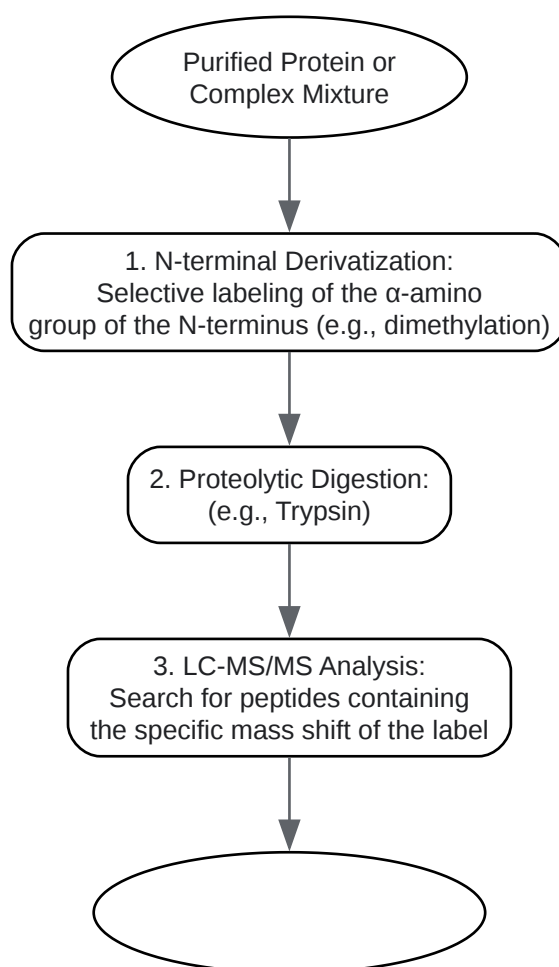 Purified Protein or
Complex Mixture
1. N-terminal Derivatization:
Selective labeling of the α-amino
group of the N-terminus (e.g., dimethylation)
2. Proteolytic Digestion:
(e.g., Trypsin)
3. LC-MS/MS Analysis:
Search for peptides containing
the specific mass shift of the label